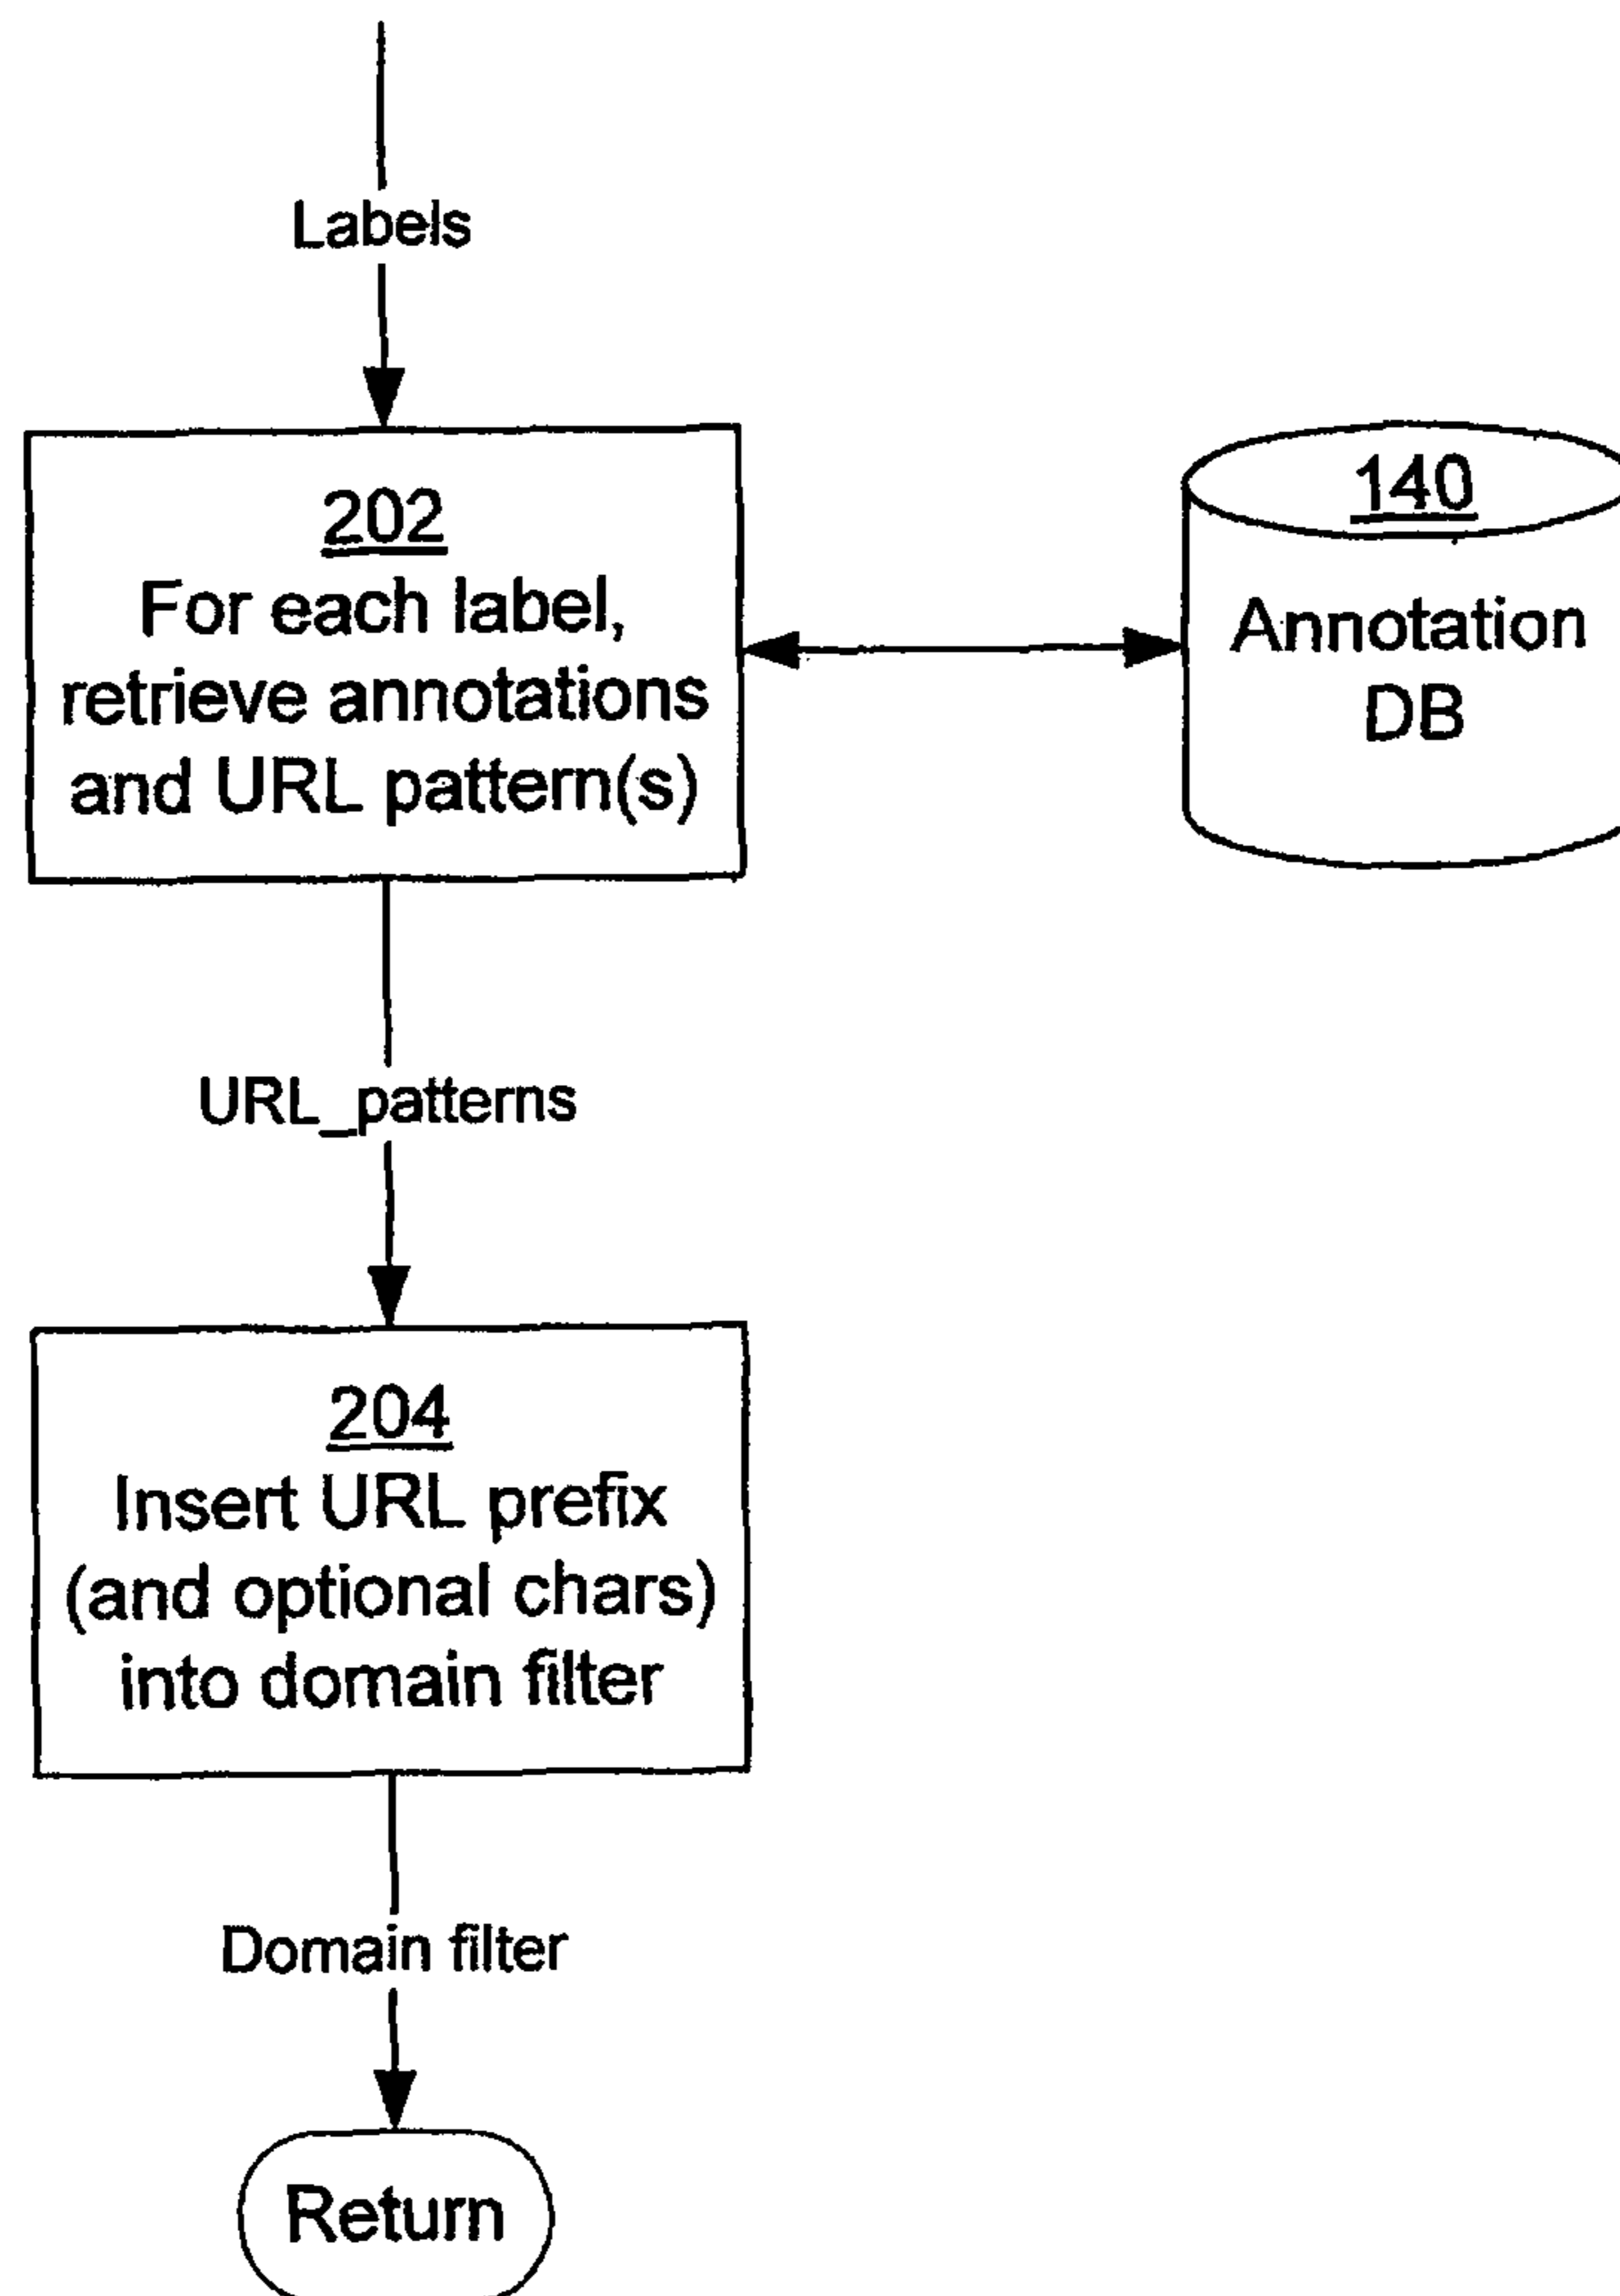 Labels
202
For each label,
retrieve annotations
and URL pattern(s)
140
Annotation
DB
URL_patterns
204
Insert URL prefix
(and optional chars)
into domain filter
Domain filter
Return